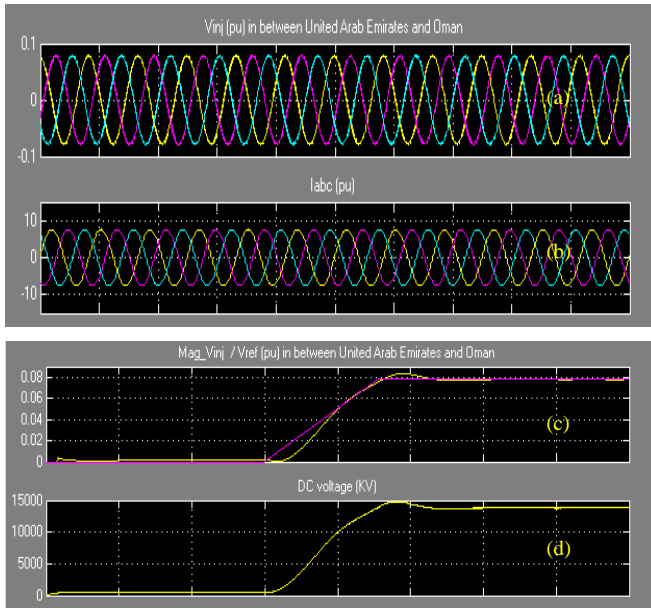 Vinj (pu) in between United Arab Emirates and Oman
0.1
0
-0.1
(a)
Iabc (pu)
10
0
-10
(b)
Mag_Vinj / Vref (pu) in between United Arab Emirates and Oman
0.08
0.06
0.04
0.02
0
(c)
DC voltage (KV)
15000
10000
5000
0
(d)